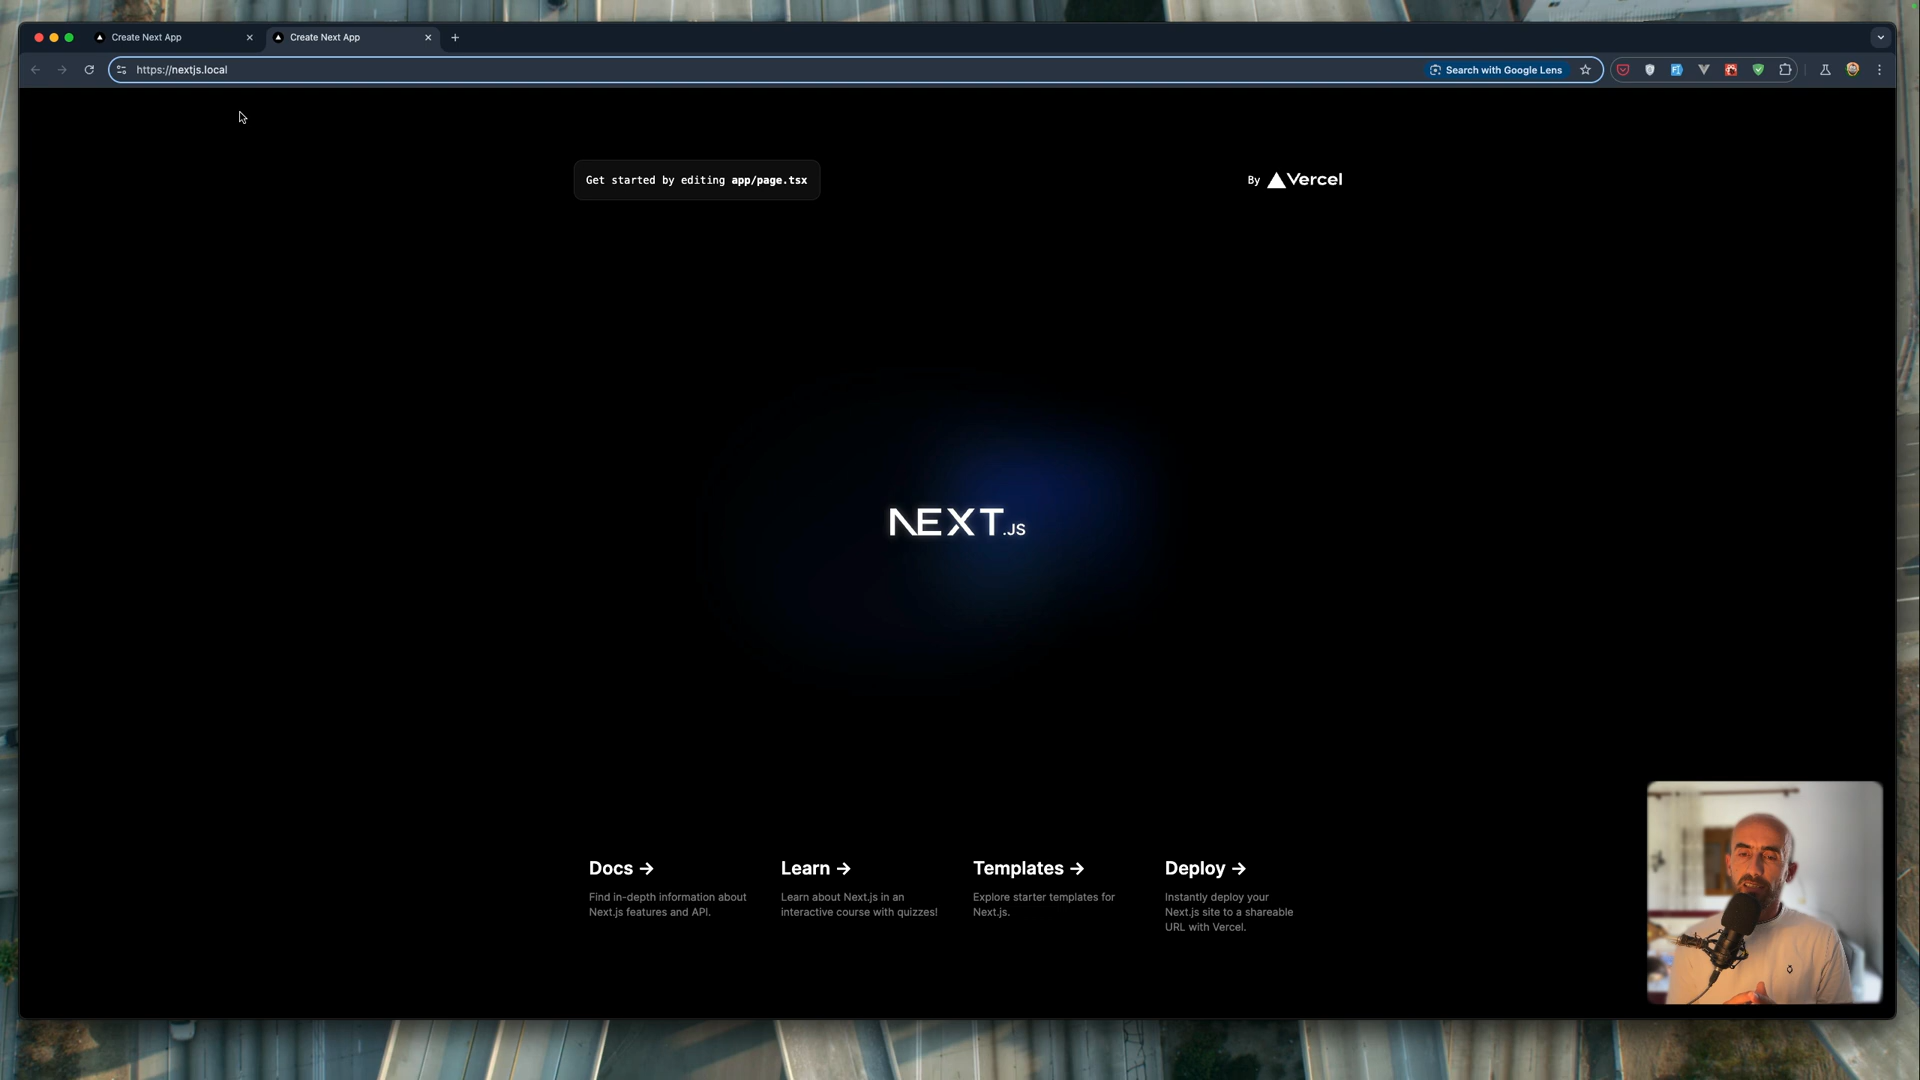 Create Next App
Create Next App
https://nextjs.local
Search with Google Lens
Get started by editing app/page.tsx
By Vercel
NEXT.JS
Docs ->
Find in-depth information about
Next.js features and API.
Learn ->
Learn about Next.js in an
interactive course with quizzes!
Templates ->
Explore starter templates for
Next.js.
Deploy ->
Instantly deploy your
Next.js site to a shareable
URL with Vercel.